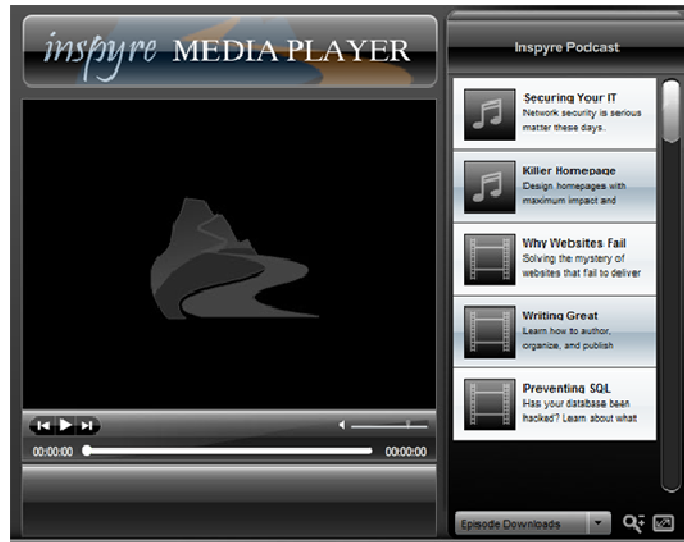 inspyre MEDIA PLAYER
Inspyre Podcast
Securing Your IT
Network security is serious
matter these days.
Killer Homepage
Design homepages with
maximum impact and
Why Websites Fail
Solving the mystery of
websites that fail to deliver
Writing Great
Learn how to author,
organize, and publish
Preventing SQL
Has your database been
hacked? Learn about what
00:00:00
00:00:00
Episode Downloads